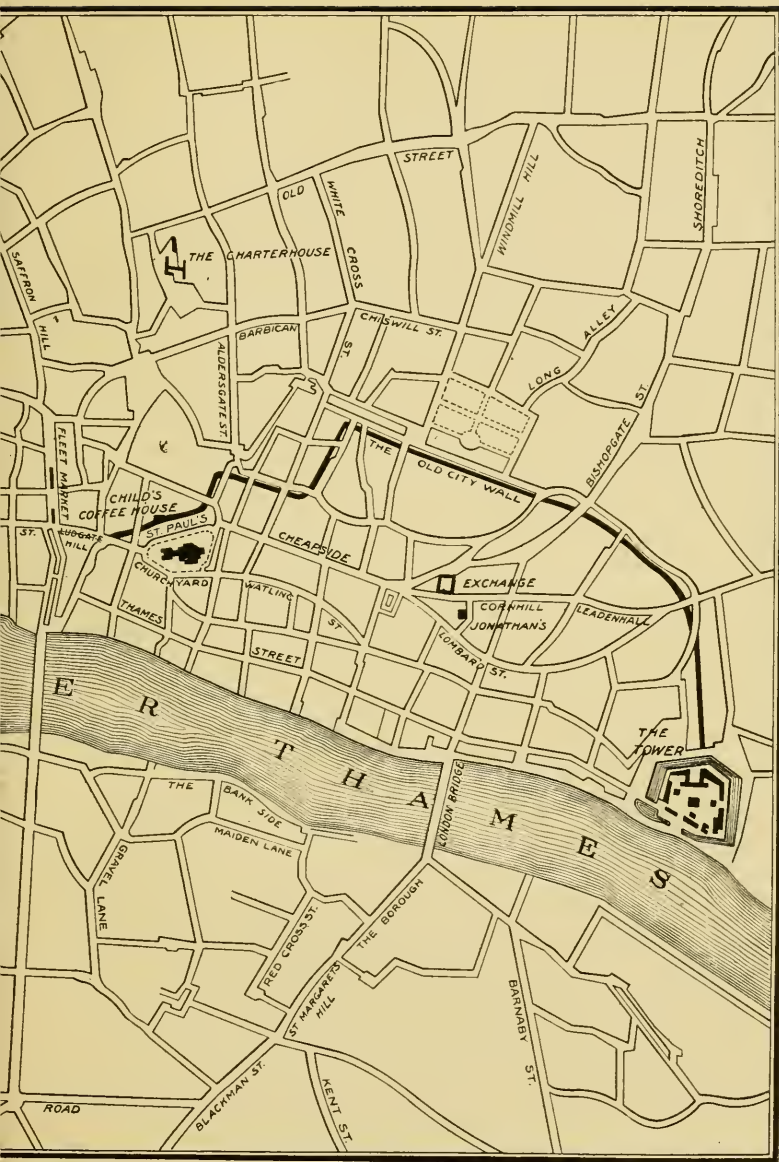 STREET
OLD
WHITE
CROSS
ST.
WINDMILL HILL
SHOREDITCH
THE CHARTERHOUSE
SAFFRON
HILL
CHISWILL ST.
BARBICAN
ALDERSGATE ST.
LONG ALLEY
BISHOPGATE ST.
THE OLD CITY WALL
FLEET MARKET
CHILD'S
COFFEE HOUSE
ST. PAUL'S
CHURCHYARD
ST.
LUDGATE
HILL
CHEAPSIDE
EXCHANGE
CORNHILL
JONATHAN'S
LEADENHALL
LOMBARD ST.
WATLING
ST
THAMES
STREET
THE
TOWER
ER THAMES
LONDON BRIDGE
THE BANK SIDE
MAIDEN LANE
GRAVEL
LANE
RED CROSS ST.
THE BOROUGH
ST MARGARETS
HILL
BARNABY
ST.
BLACKMAN ST.
KENT ST.
ROAD